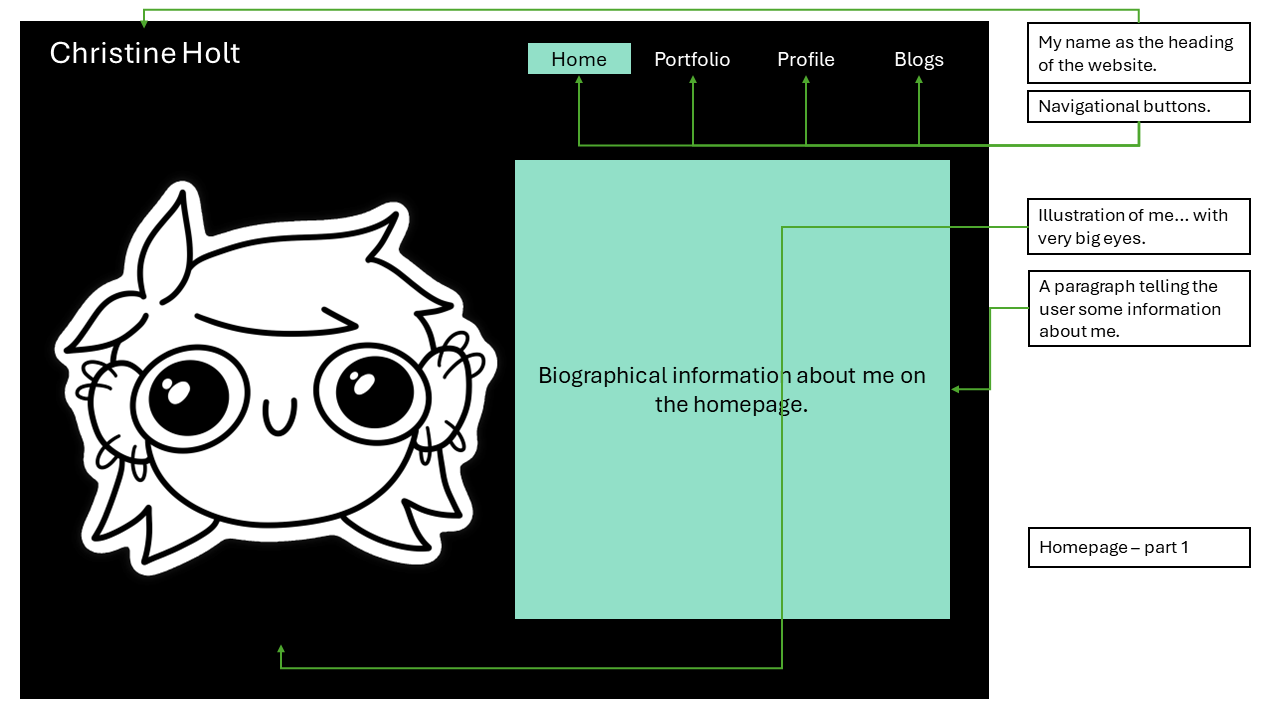 Christine Holt
Home
Portfolio
Profile
Blogs
My name as the heading
of the website.
Navigational buttons.
Illustration of me... with
very big eyes.
A paragraph telling the
user some information
about me.
Biographical information about me on
the homepage.
Homepage – part 1